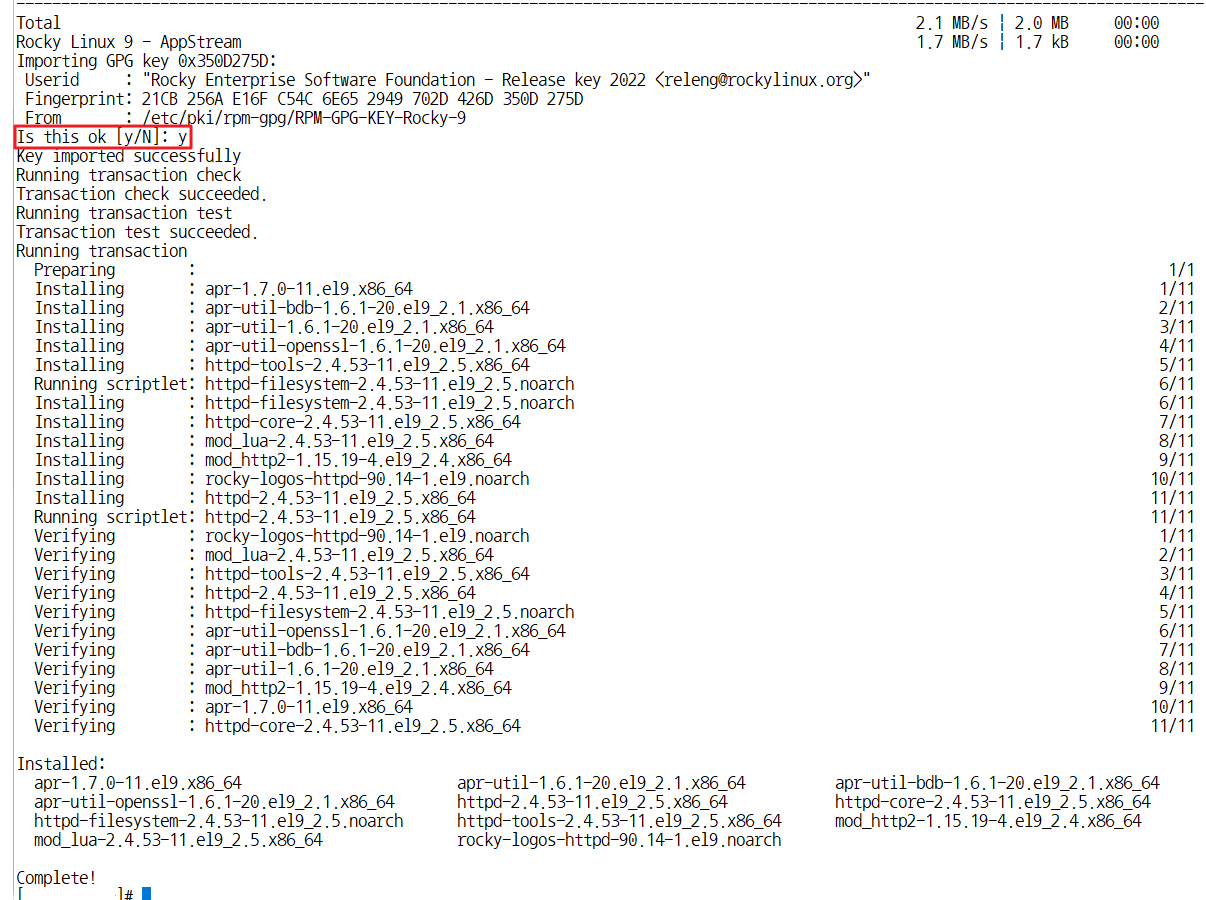 Total 2.1 MB/s | 2.0 MB 00:00
Rocky Linux 9 - AppStream 1.7 MB/s | 1.7 kB 00:00
Importing GPG key 0x350D275D:
Userid : "Rocky Enterprise Software Foundation - Release key 2022 <releng@rockylinux.org>"
Fingerprint: 21CB 256A E16F C54C 6E65 2949 702D 426D 350D 275D
From : /etc/pki/rpm-gpg/RPM-GPG-KEY-Rocky-9
Is this ok [y/N]: y
Key imported successfully
Running transaction check
Transaction check succeeded.
Running transaction test
Transaction test succeeded.
Running transaction
Preparing : 1/1
Installing : apr-1.7.0-11.el9.x86_64 1/11
Installing : apr-util-bdb-1.6.1-20.el9_2.1.x86_64 2/11
Installing : apr-util-1.6.1-20.el9_2.1.x86_64 3/11
Installing : apr-util-openssl-1.6.1-20.el9_2.1.x86_64 4/11
Installing : httpd-tools-2.4.53-11.el9_2.5.x86_64 5/11
Running scriptlet: httpd-filesystem-2.4.53-11.el9_2.5.noarch 6/11
Installing : httpd-filesystem-2.4.53-11.el9_2.5.noarch 6/11
Installing : httpd-core-2.4.53-11.el9_2.5.x86_64 7/11
Installing : mod_lua-2.4.53-11.el9_2.5.x86_64 8/11
Installing : mod_http2-1.15.19-4.el9_2.4.x86_64 9/11
Installing : rocky-logos-httpd-90.14-1.el9.noarch 10/11
Installing : httpd-2.4.53-11.el9_2.5.x86_64 11/11
Running scriptlet: httpd-2.4.53-11.el9_2.5.x86_64 11/11
Verifying : rocky-logos-httpd-90.14-1.el9.noarch 1/11
Verifying : mod_lua-2.4.53-11.el9_2.5.x86_64 2/11
Verifying : httpd-tools-2.4.53-11.el9_2.5.x86_64 3/11
Verifying : httpd-2.4.53-11.el9_2.5.x86_64 4/11
Verifying : httpd-filesystem-2.4.53-11.el9_2.5.noarch 5/11
Verifying : apr-util-openssl-1.6.1-20.el9_2.1.x86_64 6/11
Verifying : apr-util-bdb-1.6.1-20.el9_2.1.x86_64 7/11
Verifying : apr-util-1.6.1-20.el9_2.1.x86_64 8/11
Verifying : mod_http2-1.15.19-4.el9_2.4.x86_64 9/11
Verifying : apr-1.7.0-11.el9.x86_64 10/11
Verifying : httpd-core-2.4.53-11.el9_2.5.x86_64 11/11
Installed:
apr-1.7.0-11.el9.x86_64 apr-util-1.6.1-20.el9_2.1.x86_64 apr-util-bdb-1.6.1-20.el9_2.1.x86_64
apr-util-openssl-1.6.1-20.el9_2.1.x86_64 httpd-2.4.53-11.el9_2.5.x86_64 httpd-core-2.4.53-11.el9_2.5.x86_64
httpd-filesystem-2.4.53-11.el9_2.5.noarch httpd-tools-2.4.53-11.el9_2.5.x86_64 mod_http2-1.15.19-4.el9_2.4.x86_64
mod_lua-2.4.53-11.el9_2.5.x86_64 rocky-logos-httpd-90.14-1.el9.noarch
Complete!
[ ]#